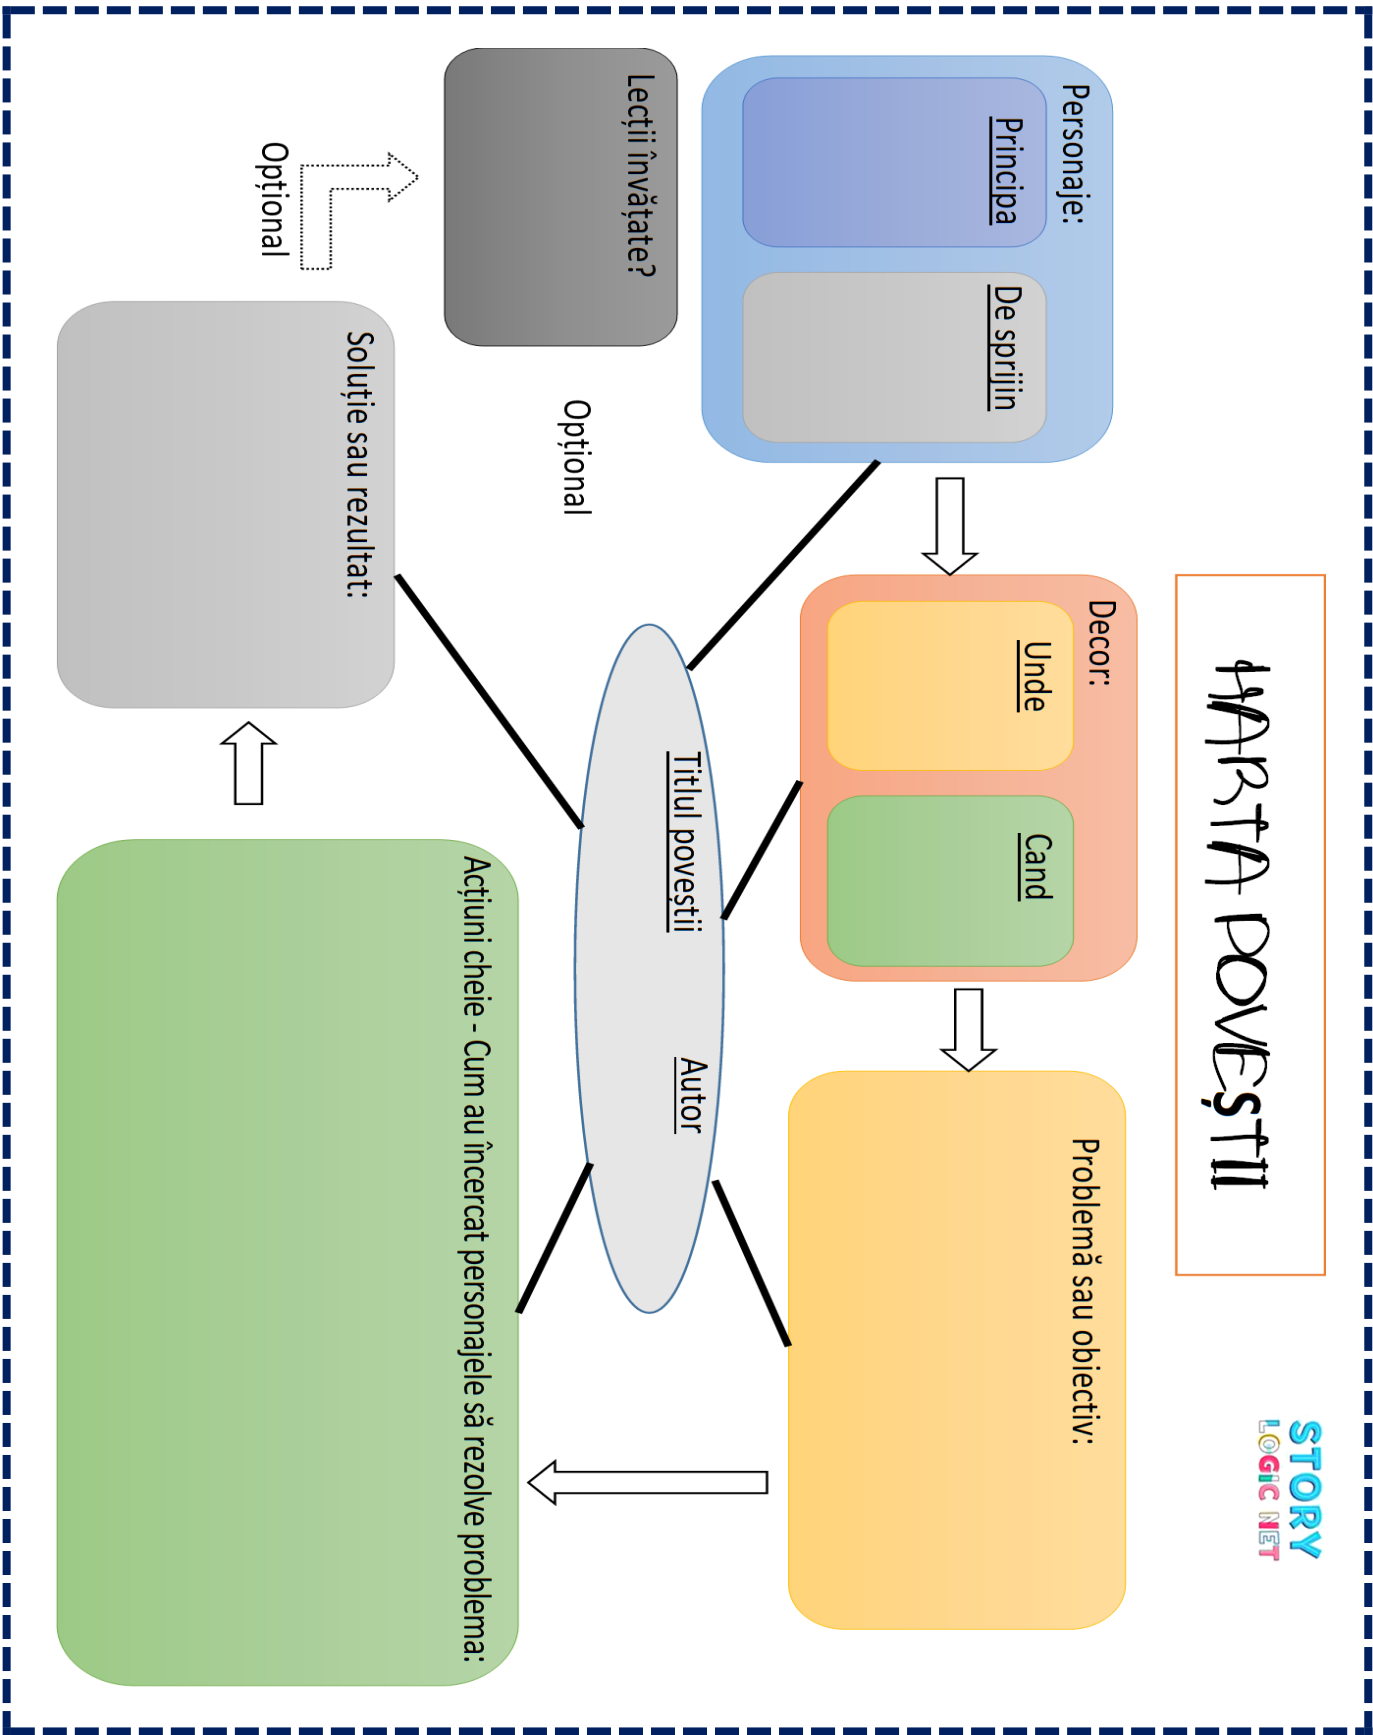 HARTA POVEȘTII
STORY
LOGIC NET
Personaje:
Principa
De sprijin
Decor:
Unde
Cand
Problemă sau obiectiv:
Titlul poveștii
Autor
Lecții învățate?
Opțional
Opțional
Soluție sau rezultat:
Acțiuni cheie - Cum au încercat personajele să rezolve problema: